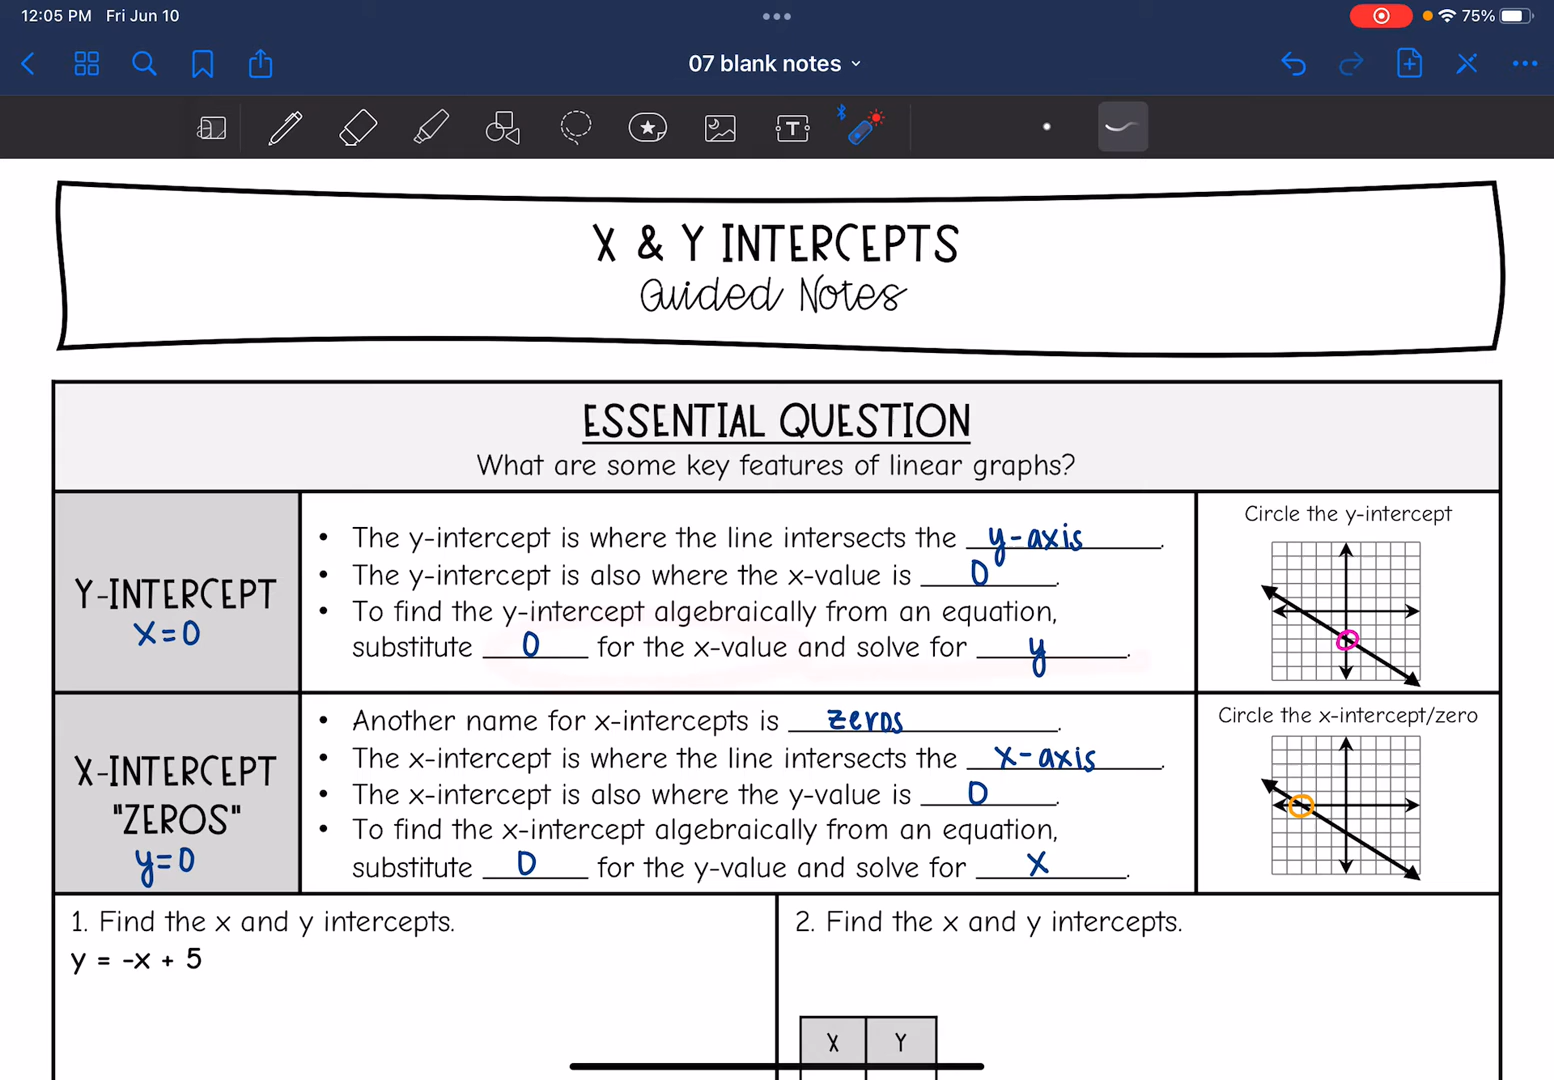 12:05 PM Fri Jun 10
75%
07 blank notes
T
X & Y INTERCEPTS
Guided Notes
ESSENTIAL QUESTION
What are some key features of linear graphs?
Y-INTERCEPT
x=0
• The y-intercept is where the line intersects the y-axis.
• The y-intercept is also where the x-value is 0.
• To find the y-intercept algebraically from an equation,
substitute 0 for the x-value and solve for y.
Circle the y-intercept
X-INTERCEPT
"ZEROS"
y=0
• Another name for x-intercepts is zeros.
• The x-intercept is where the line intersects the x-axis.
• The x-intercept is also where the y-value is 0.
• To find the x-intercept algebraically from an equation,
substitute 0 for the y-value and solve for x.
Circle the x-intercept/zero
1. Find the x and y intercepts.
y = -x + 5
2. Find the x and y intercepts.
X Y